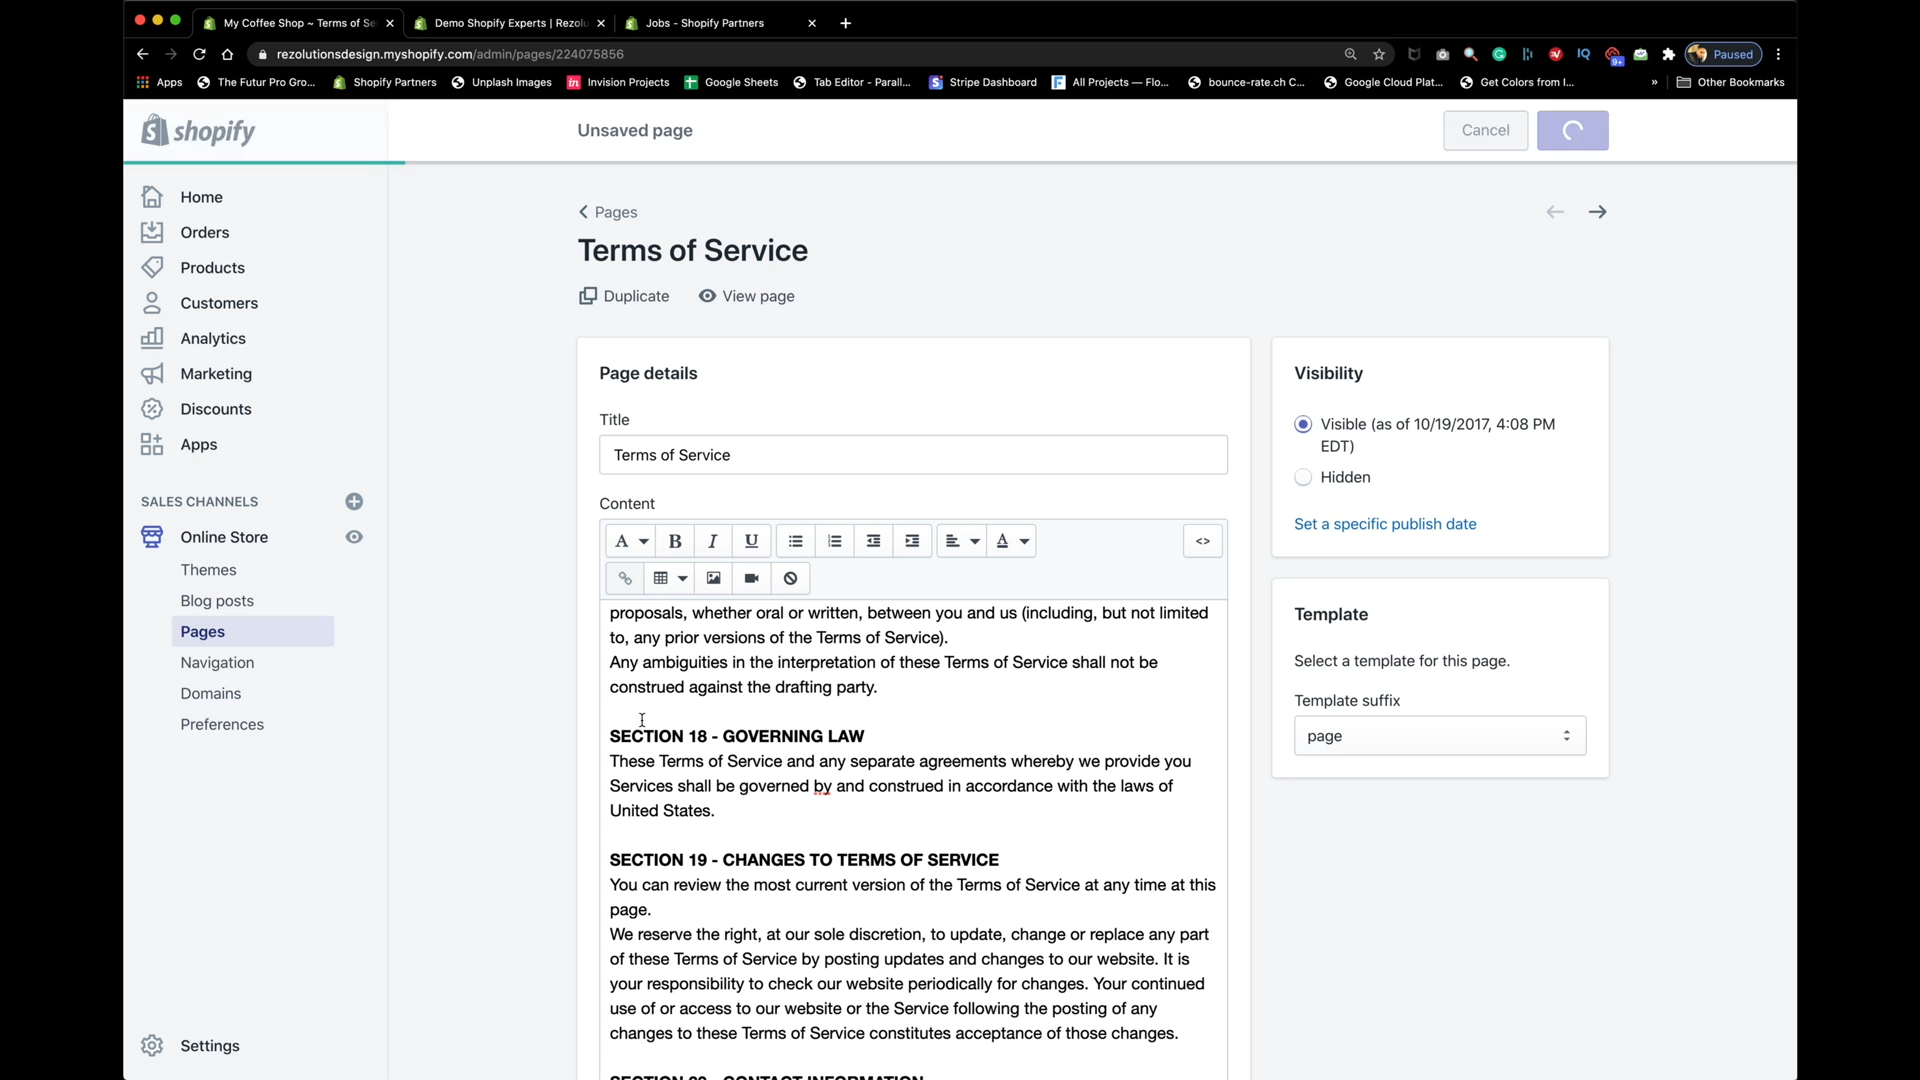 My Coffee Shop ~ Terms of Se
Demo Shopify Experts | Rezolu
Jobs - Shopify Partners
rezolutionsdesign.myshopify.com/admin/pages/224075856
IQ
9+
Paused
Apps
The Futur Pro Gro...
Shopify Partners
Unplash Images
in
Invision Projects
Google Sheets
Tab Editor - Parall...
Stripe Dashboard
All Projects — Flo...
bounce-rate.ch C...
Google Cloud Plat...
Get Colors from I...
»
Other Bookmarks
shopify
Unsaved page
Cancel
Home
Orders
Products
Customers
Analytics
Marketing
Discounts
Apps
SALES CHANNELS
Online Store
Themes
Blog posts
Pages
Navigation
Domains
Preferences
Settings
Pages
Terms of Service
Duplicate
View page
Page details
Title
Terms of Service
Content
A B I U A <>
proposals, whether oral or written, between you and us (including, but not limited
to, any prior versions of the Terms of Service).
Any ambiguities in the interpretation of these Terms of Service shall not be
construed against the drafting party.
SECTION 18 - GOVERNING LAW
These Terms of Service and any separate agreements whereby we provide you
Services shall be governed by and construed in accordance with the laws of
United States.
SECTION 19 - CHANGES TO TERMS OF SERVICE
You can review the most current version of the Terms of Service at any time at this
page.
We reserve the right, at our sole discretion, to update, change or replace any part
of these Terms of Service by posting updates and changes to our website. It is
your responsibility to check our website periodically for changes. Your continued
use of or access to our website or the Service following the posting of any
changes to these Terms of Service constitutes acceptance of those changes.
SECTION 20 - CONTACT INFORMATION
Visibility
Visible (as of 10/19/2017, 4:08 PM
EDT)
Hidden
Set a specific publish date
Template
Select a template for this page.
Template suffix
page